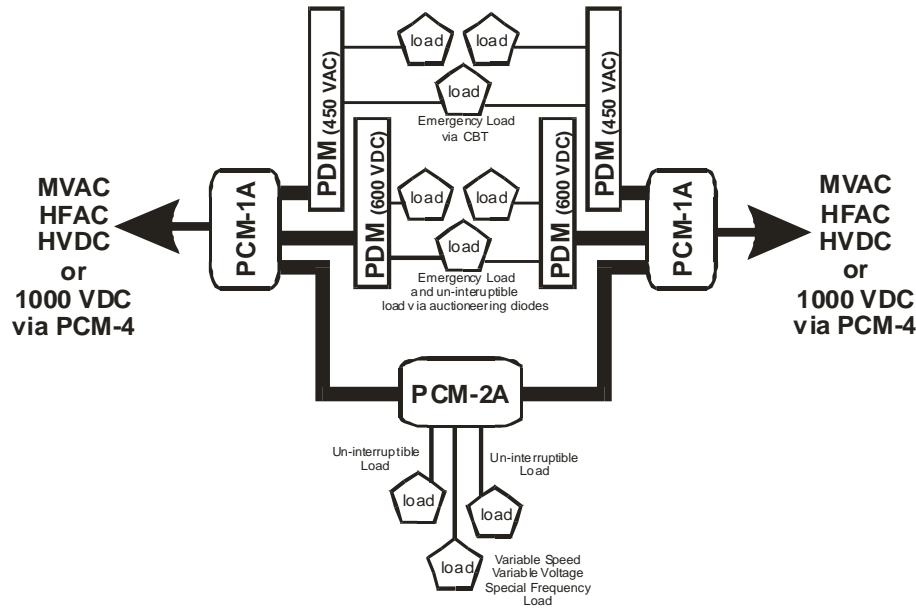 load
load
load
Emergency Load
via CBT
PDM (450 VAC)
PDM (450 VAC)
PDM (600 VDC)
PDM (600 VDC)
load
load
load
Emergency Load
and un-interuptible
load via auctioneering diodes
MVAC
HFAC
HVDC
or
1000 VDC
via PCM-4
PCM-1A
PCM-1A
MVAC
HFAC
HVDC
or
1000 VDC
via PCM-4
PCM-2A
Un-interruptible
Load
Un-interruptible
Load
load
load
load
Variable Speed
Variable Voltage
Special Frequency
Load